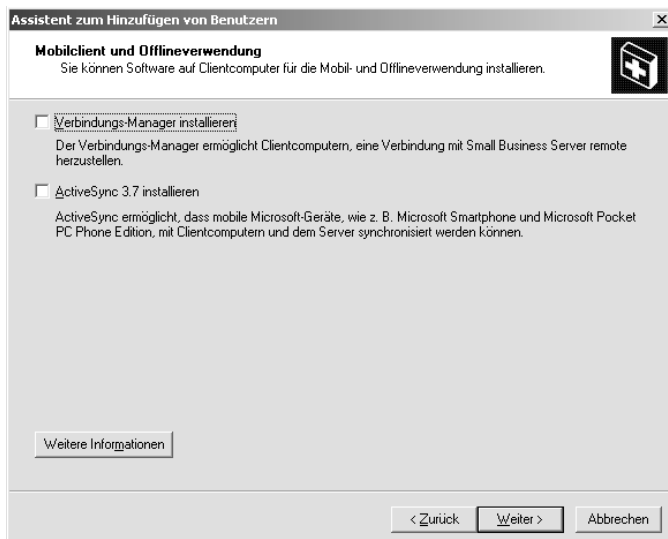 Assistent zum Hinzufügen von Benutzern
Mobilclient und Offlineverwendung
Sie können Software auf Clientcomputer für die Mobil- und Offlineverwendung installieren.
Verbindungs-Manager installieren
Der Verbindungs-Manager ermöglicht Clientcomputern, eine Verbindung mit Small Business Server remote
herzustellen.
ActiveSync 3.7 installieren
ActiveSync ermöglicht, dass mobile Microsoft-Geräte, wie z. B. Microsoft Smartphone und Microsoft Pocket
PC Phone Edition, mit Clientcomputern und dem Server synchronisiert werden können.
Weitere Informationen
< Zurück Weiter > Abbrechen